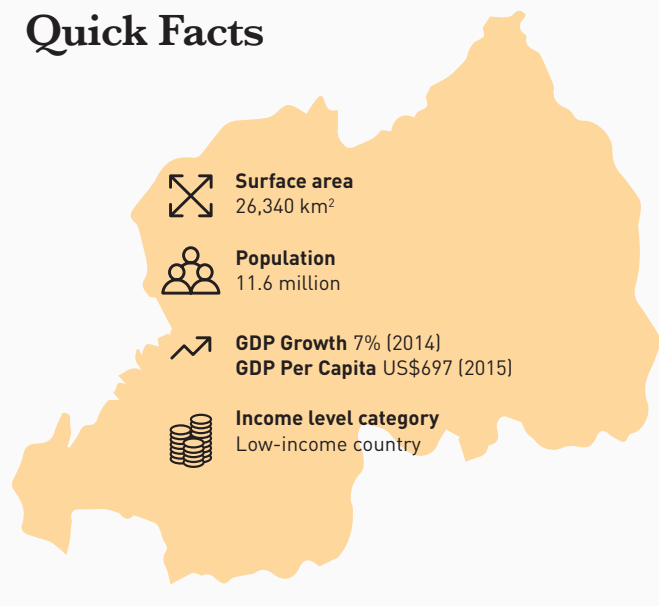 Quick Facts
Surface area
26,340 km²
Population
11.6 million
GDP Growth 7% (2014)
GDP Per Capita US$697 (2015)
Income level category
Low-income country